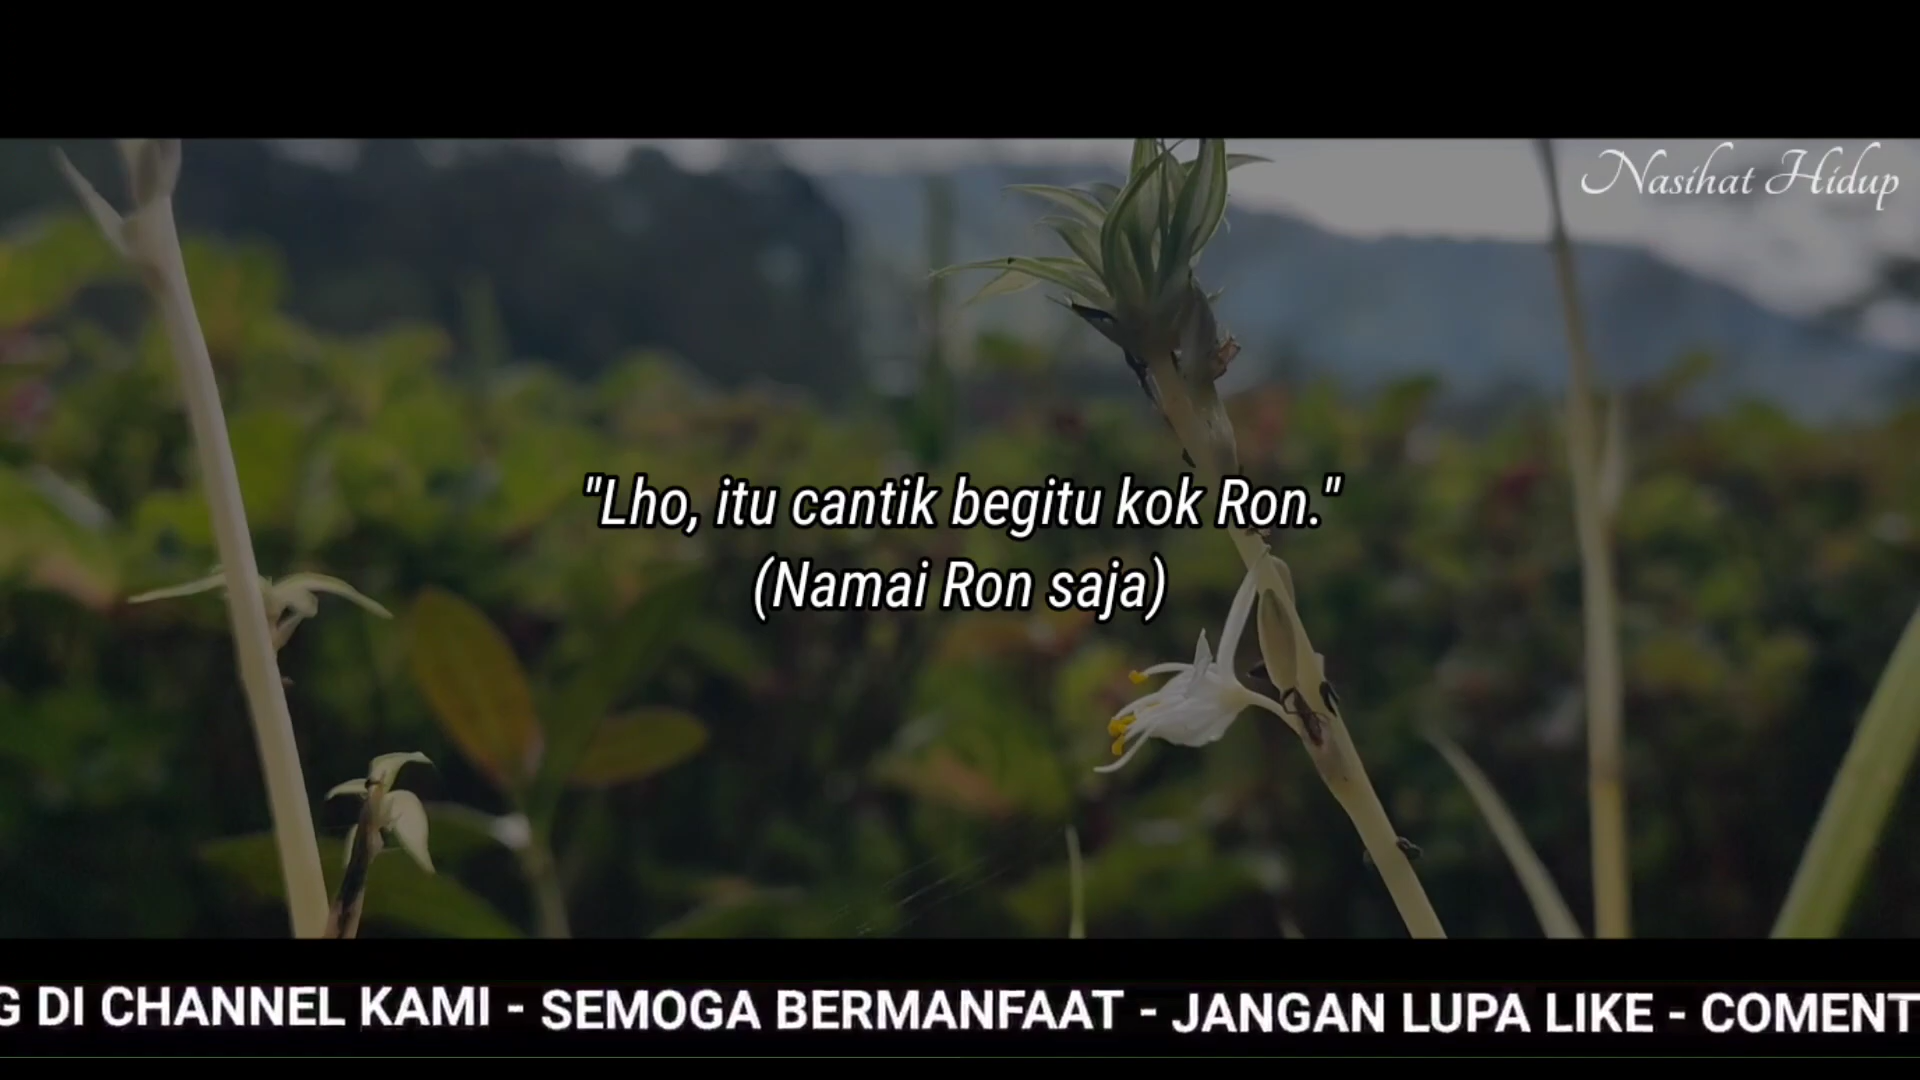 Nasihat Hidup
"Lho, itu cantik begitu kok Ron."
(Namai Ron saja)
G DI CHANNEL KAMI - SEMOGA BERMANFAAT - JANGAN LUPA LIKE - COMENT